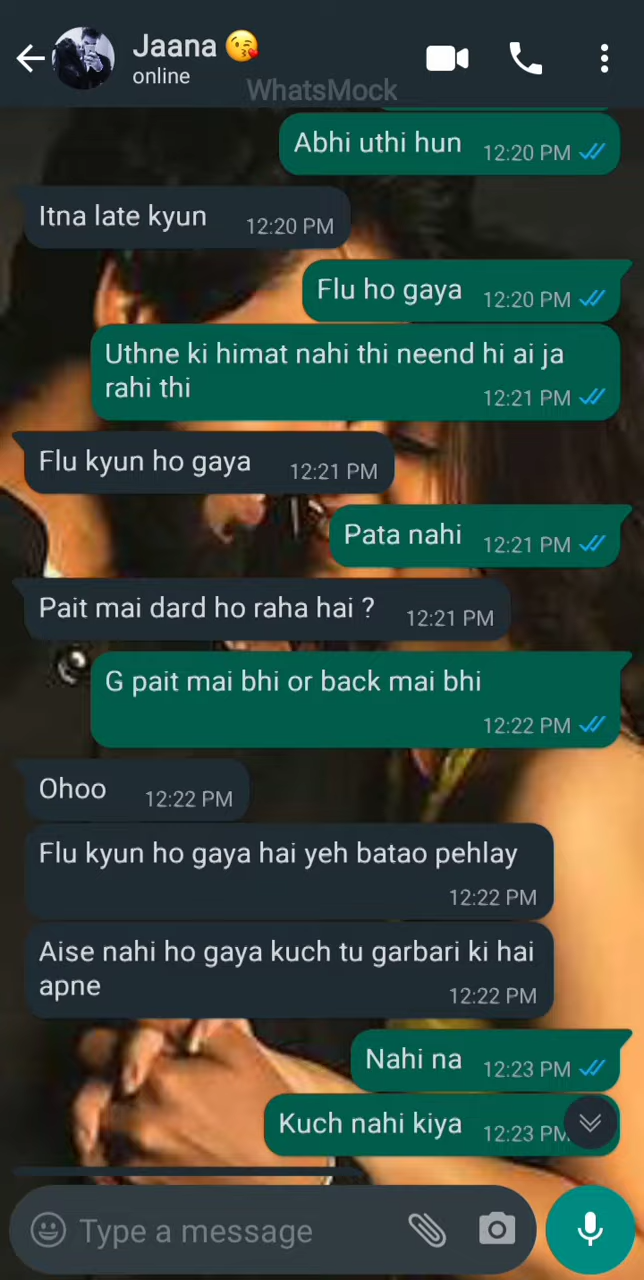 Jaana 😘
online
WhatsMock
Abhi uthi hun 12:20 PM
Itna late kyun 12:20 PM
Flu ho gaya 12:20 PM
Uthne ki himat nahi thi neend hi ai ja
rahi thi 12:21 PM
Flu kyun ho gaya 12:21 PM
Pata nahi 12:21 PM
Pait mai dard ho raha hai ? 12:21 PM
G pait mai bhi or back mai bhi
12:22 PM
Ohoo 12:22 PM
Flu kyun ho gaya hai yeh batao pehlay
12:22 PM
Aise nahi ho gaya kuch tu garbari ki hai
apne 12:22 PM
Nahi na 12:23 PM
Kuch nahi kiya 12:23 PM
Type a message